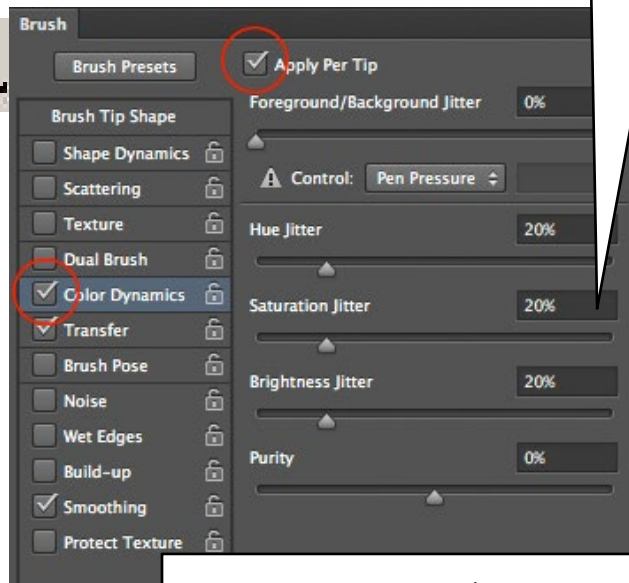 Brush
Brush Presets
Apply Per Tip
Brush Tip Shape
Foreground/Background Jitter 0%
Shape Dynamics
Scattering
Control: Pen Pressure
Texture
Hue Jitter 20%
Dual Brush
Color Dynamics
Saturation Jitter 20%
Transfer
Brush Pose
Brightness Jitter 20%
Noise
Wet Edges
Purity 0%
Build-up
Smoothing
Protect Texture